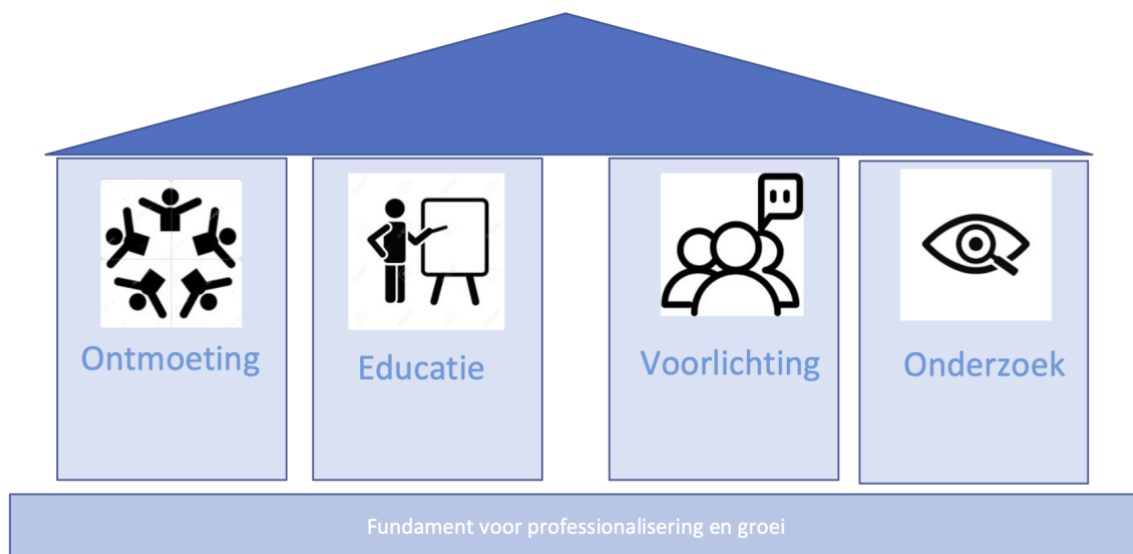 Ontmoeting
Educatie
Voorlichting
Onderzoek
Fundament voor professionalisering en groei